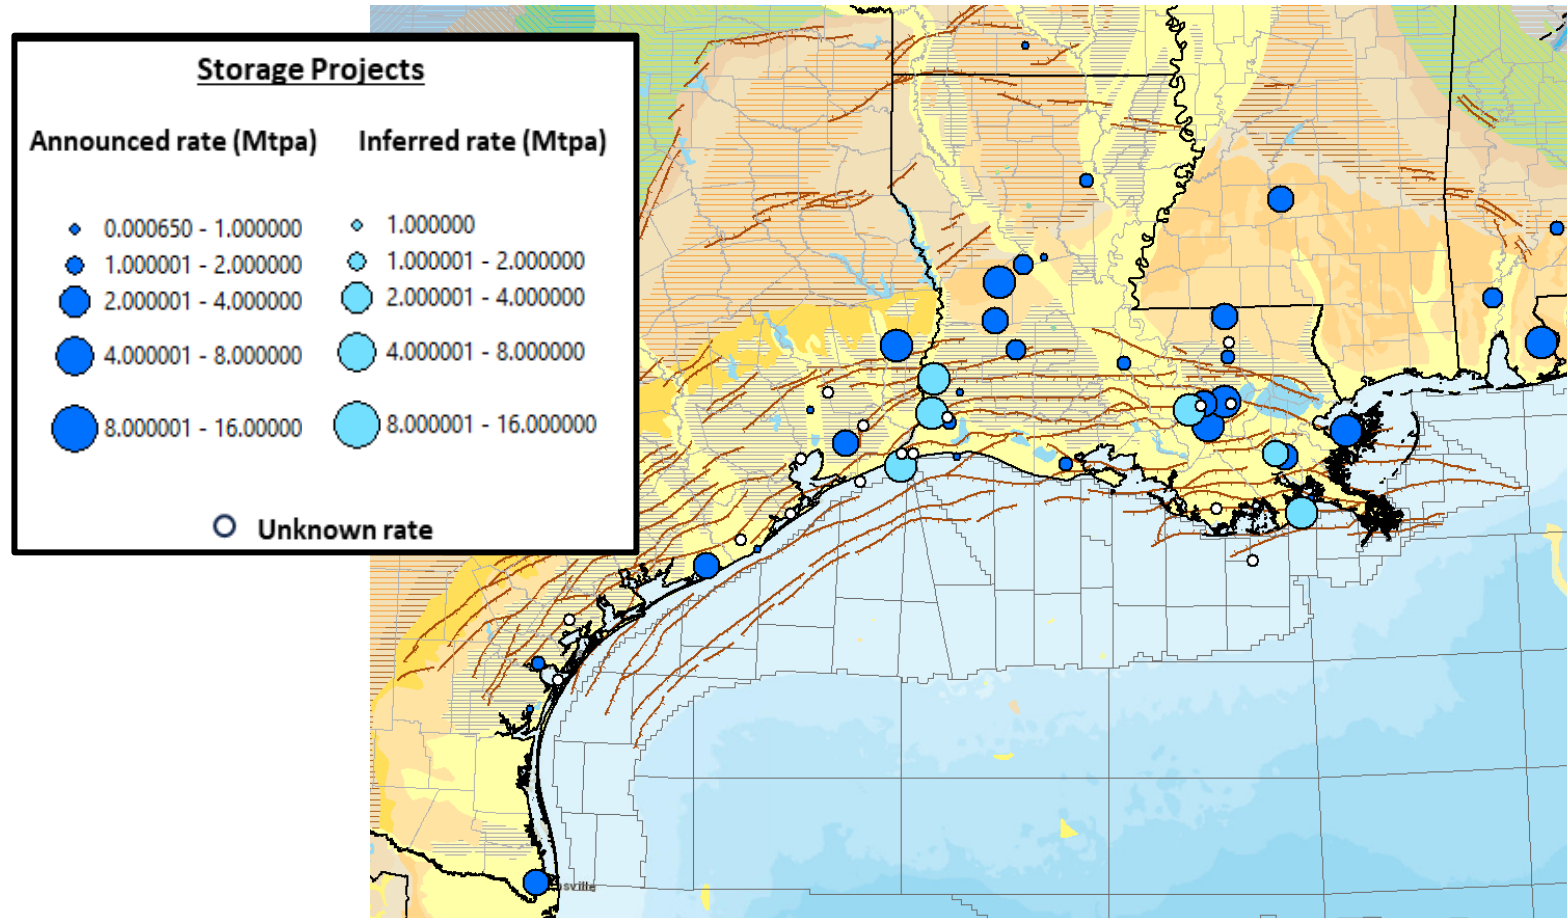 Storage Projects
Announced rate (Mtpa) Inferred rate (Mtpa)
0.000650 - 1.000000 1.000000
1.000001 - 2.000000 1.000001 - 2.000000
2.000001 - 4.000000 2.000001 - 4.000000
4.000001 - 8.000000 4.000001 - 8.000000
8.000001 - 16.00000 8.000001 - 16.000000
Unknown rate
sville